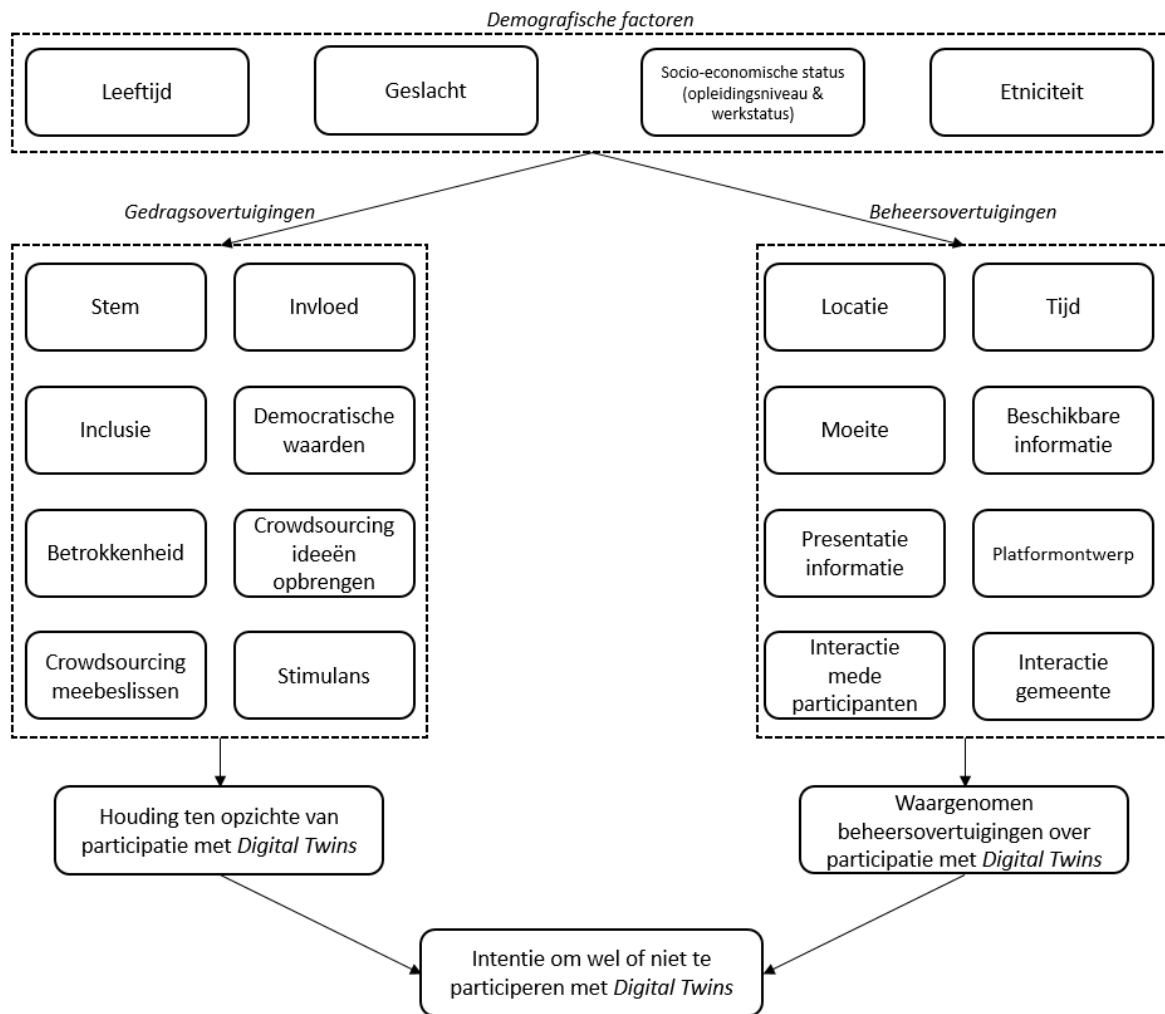 Demografische factoren
Leeftijd
Geslacht
Socio-economische status
(opleidingsniveau &
werkstatus)
Etniciteit
Gedragsovertuigingen
Beheersovertuigingen
Stem
Invloed
Inclusie
Democratische
waarden
Betrokkenheid
Crowdsourcing
ideeën
opbrengen
Crowdsourcing
meebeslissen
Stimulans
Locatie
Tijd
Moeite
Beschikbare
informatie
Presentatie
informatie
Platformontwerp
Interactie
mede
participanten
Interactie
gemeente
Houding ten opzichte van
participatie met Digital Twins
Waargenomen
beheersovertuigingen over
participatie met Digital Twins
Intentie om wel of niet te
participeren met Digital Twins